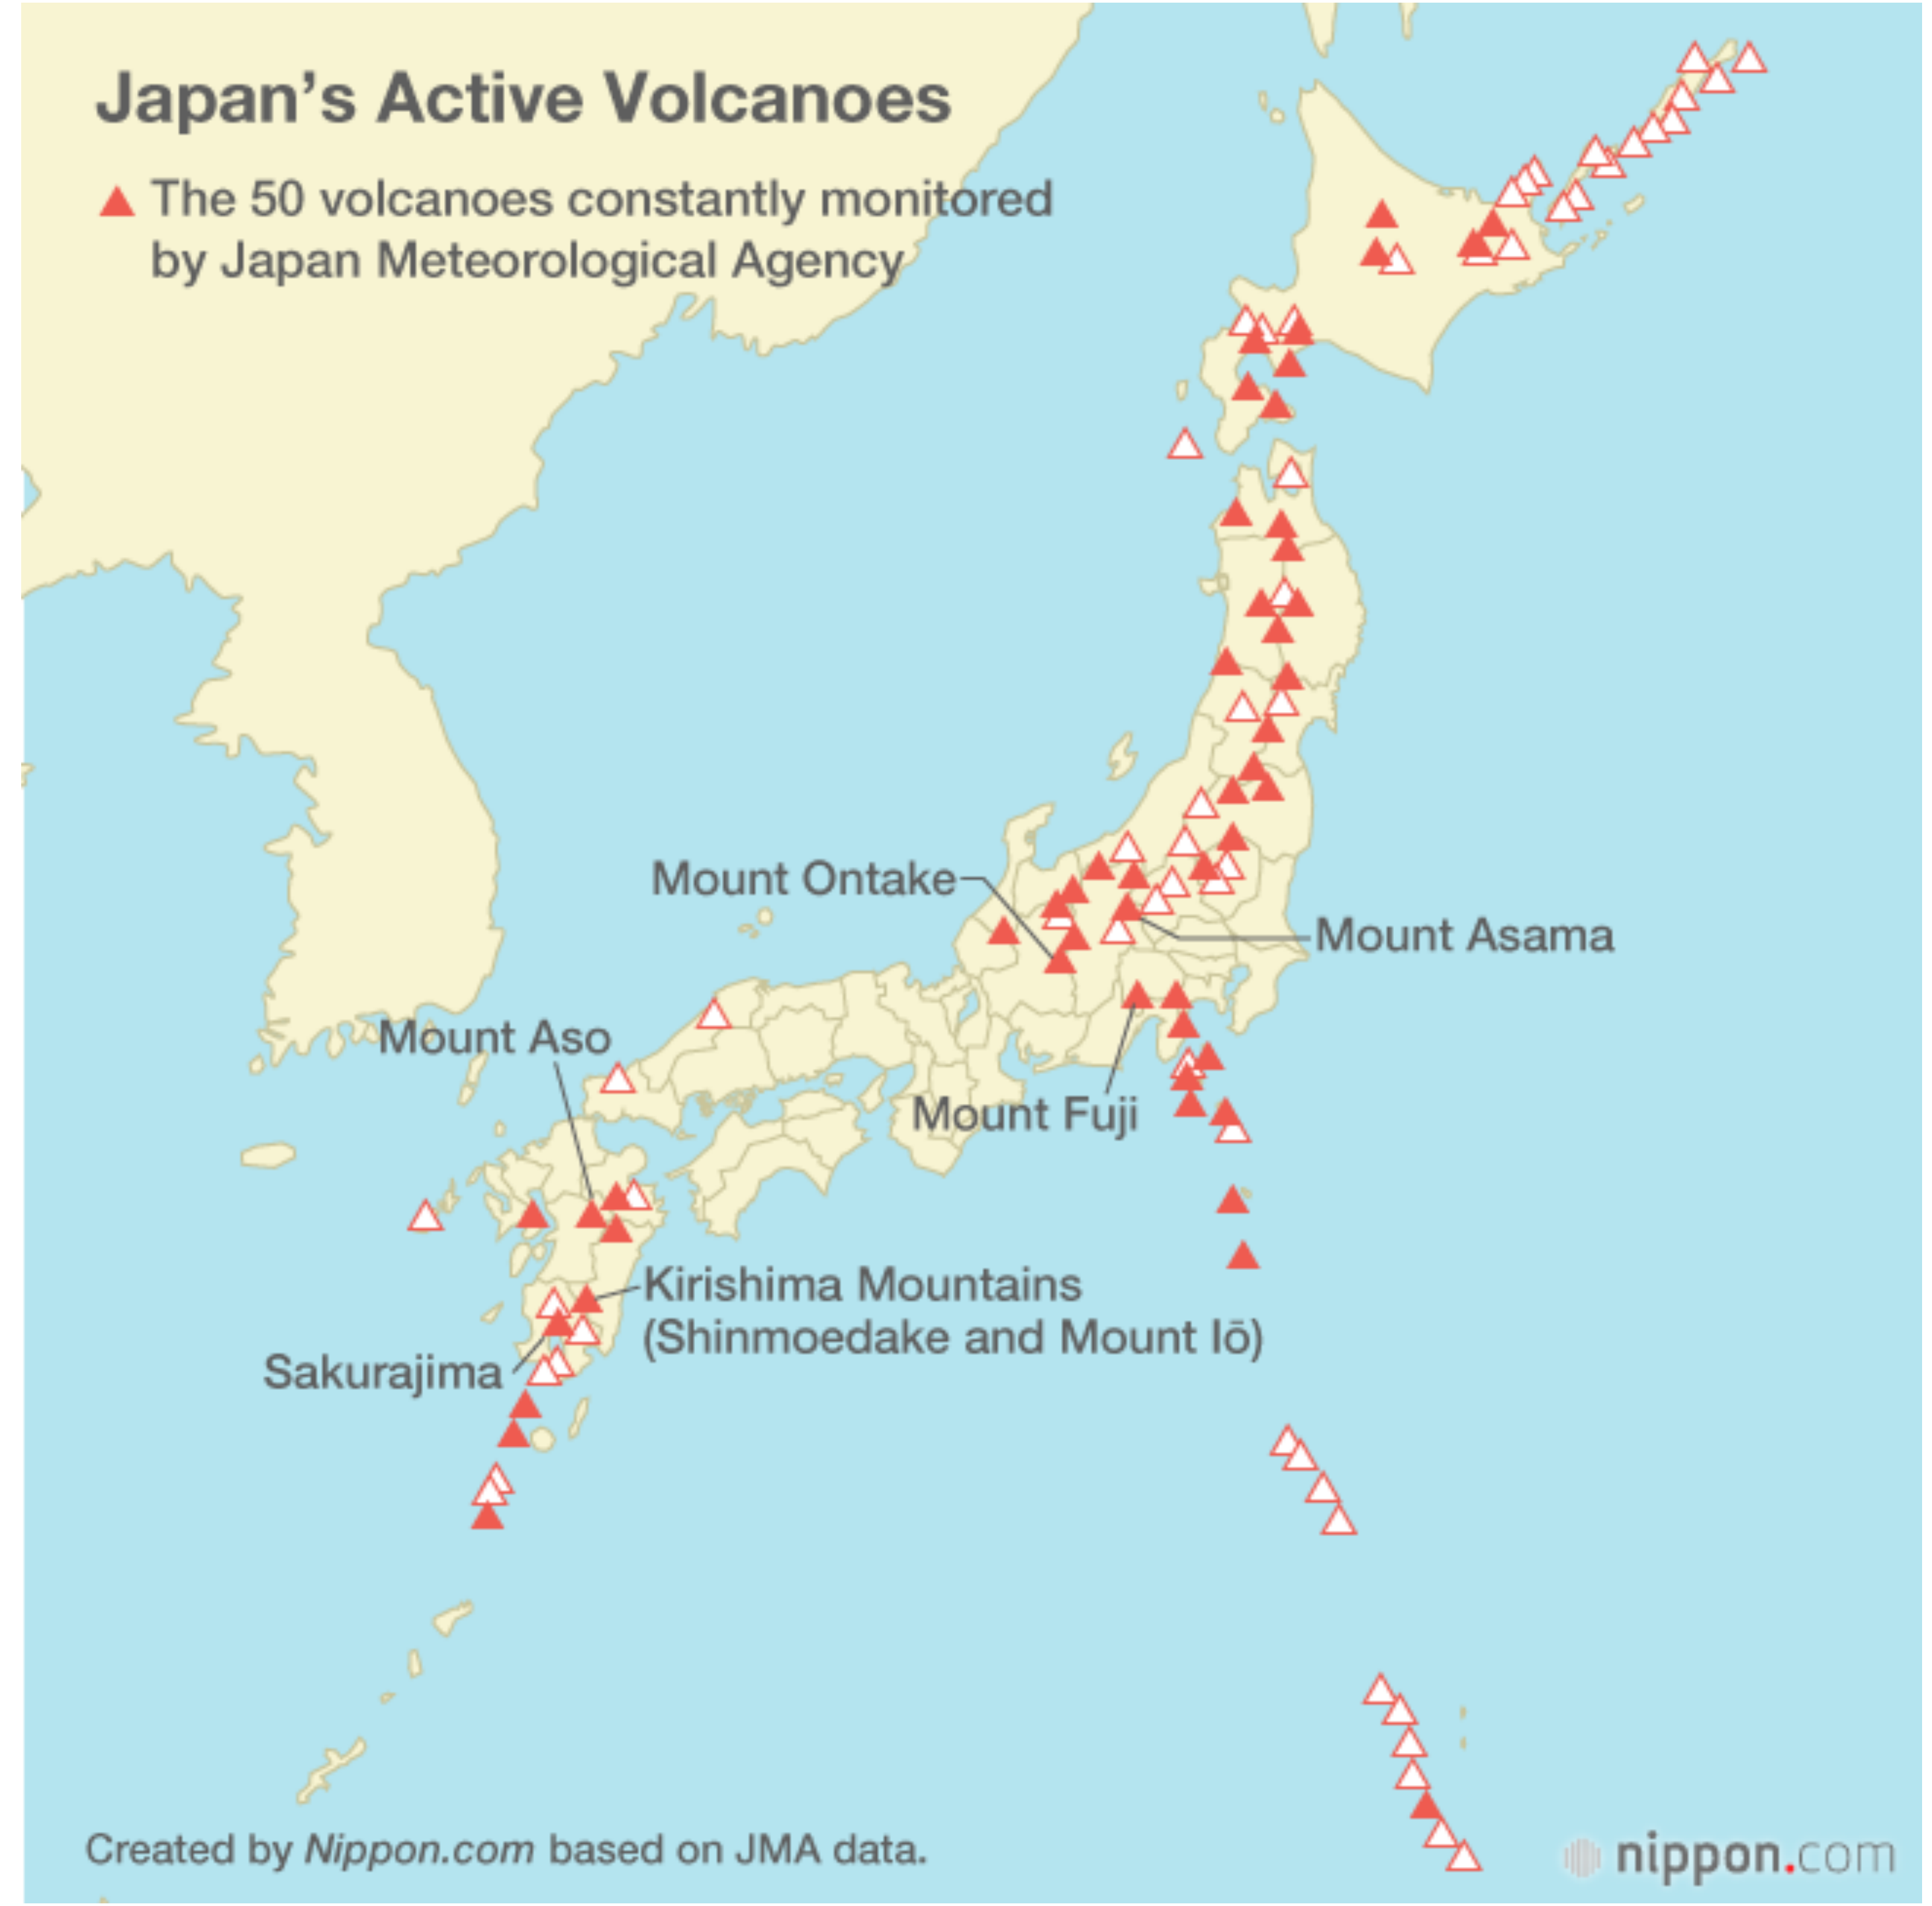 Japan's Active Volcanoes
The 50 volcanoes constantly monitored
by Japan Meteorological Agency
Mount Ontake
Mount Asama
Mount Aso
Mount Fuji
Kirishima Mountains
(Shinmoedake and Mount Iō)
Sakurajima
Created by Nippon.com based on JMA data.
nippon.com